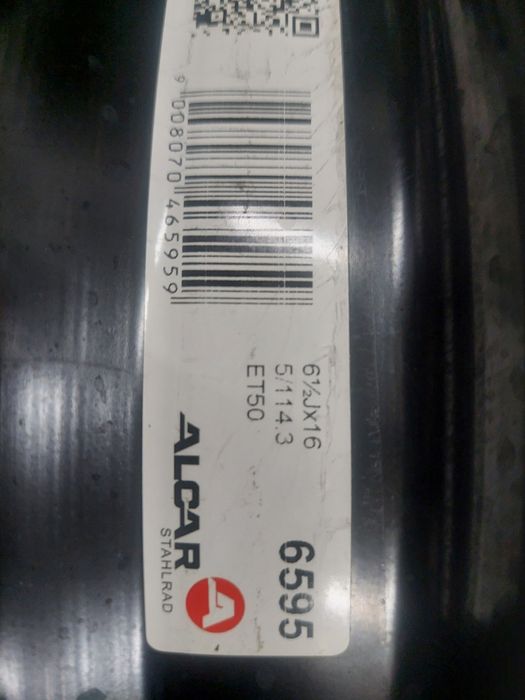 9 008070 465959
6½Jx16
5/114.3
ET50
6595
ALCAR
STAHLRAD